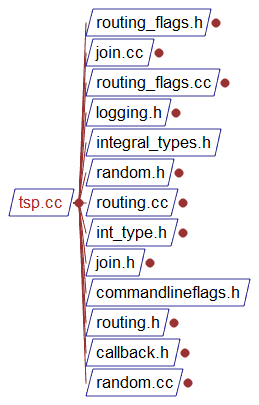 routing_flags.h
join.cc
routing_flags.cc
logging.h
integral_types.h
random.h
tsp.cc
routing.cc
int_type.h
join.h
commandlineflags.h
routing.h
callback.h
random.cc